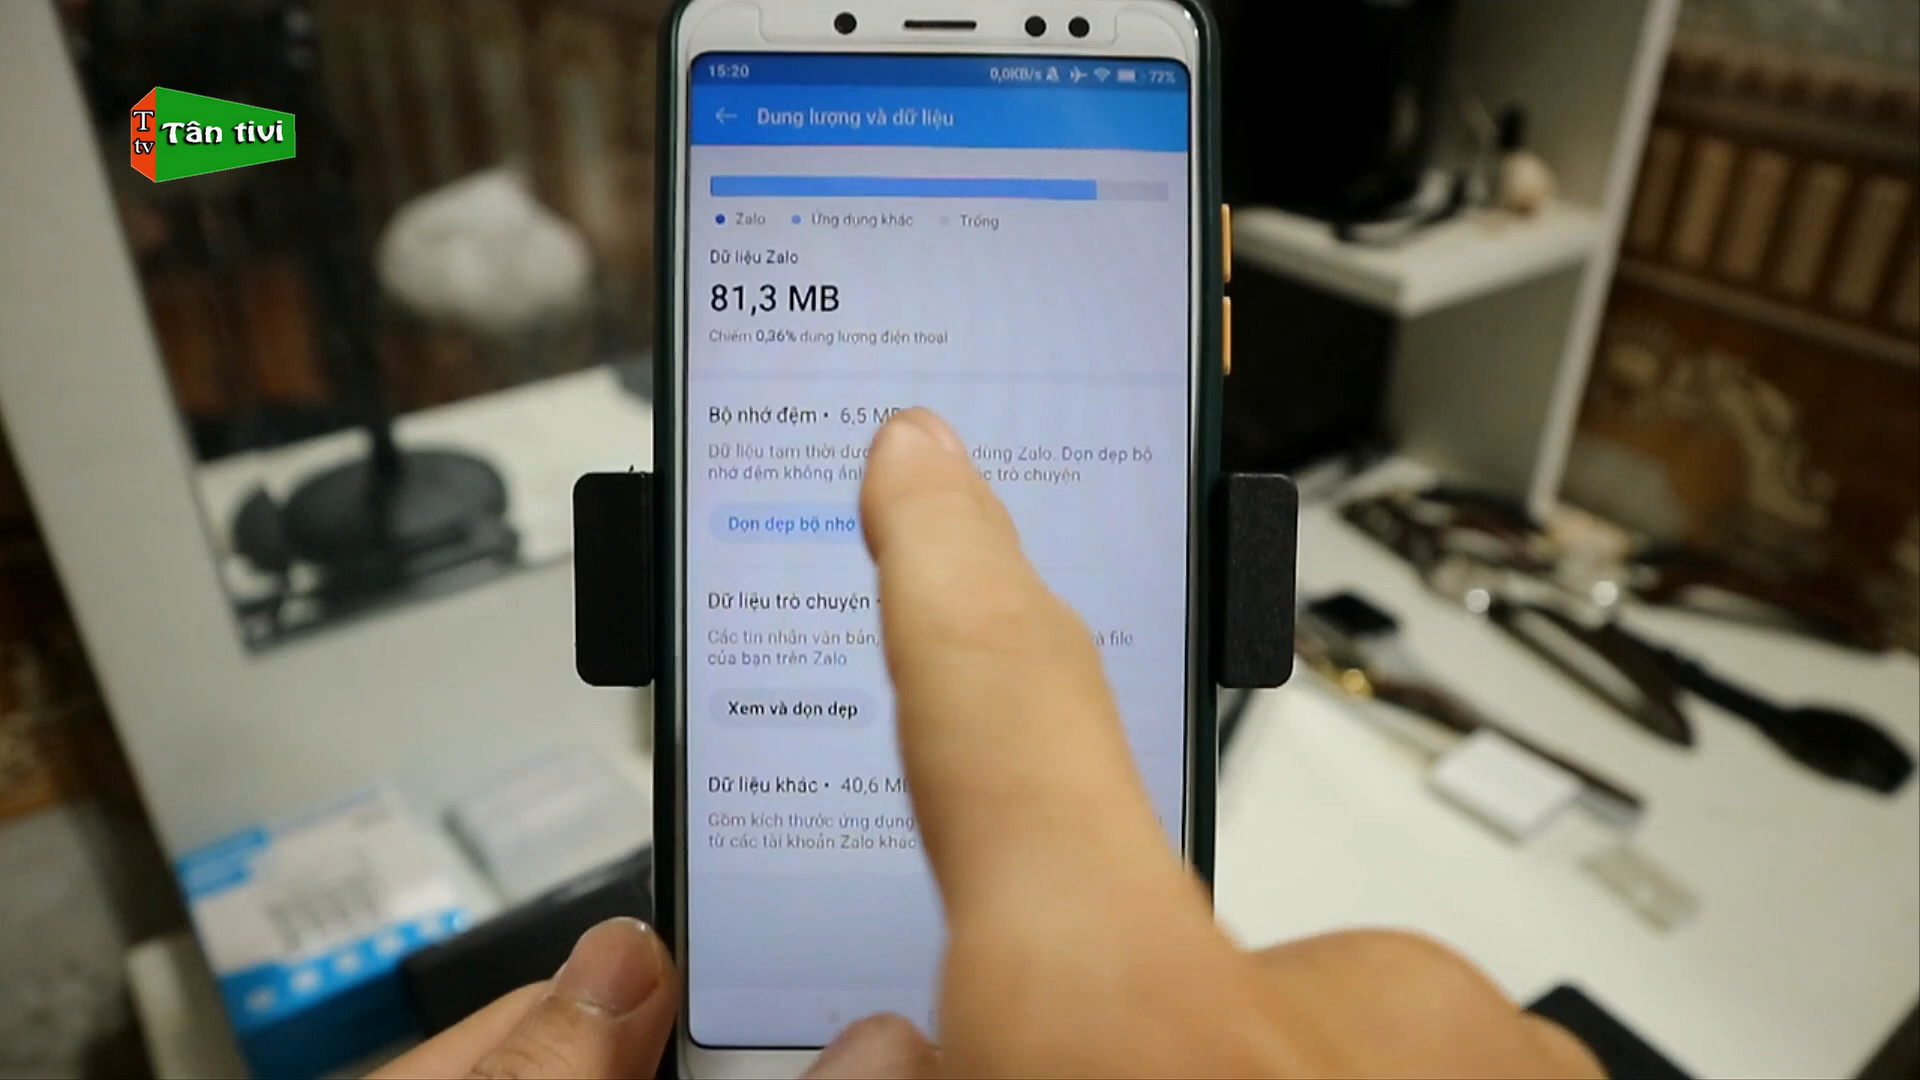 T
tv
Tân tivi
15:20
0,0KB/s
72%
Dung lượng và dữ liệu
Zalo
Ứng dụng khác
Trống
Dữ liệu Zalo
81,3 MB
Chiếm 0,36% dung lượng điện thoại
Bộ nhớ đệm • 6,5 MB
Dữ liệu tạm thời dùng Zalo. Dọn dẹp bộ
nhớ đệm không trò chuyện.
Dọn dẹp bộ nhớ
Dữ liệu trò chuyện •
Các tin nhắn văn bản, và file
của bạn trên Zalo
Xem và dọn dẹp
Dữ liệu khác • 40,6 MB
Gồm kích thước ứng dụng
từ các tài khoản Zalo khác